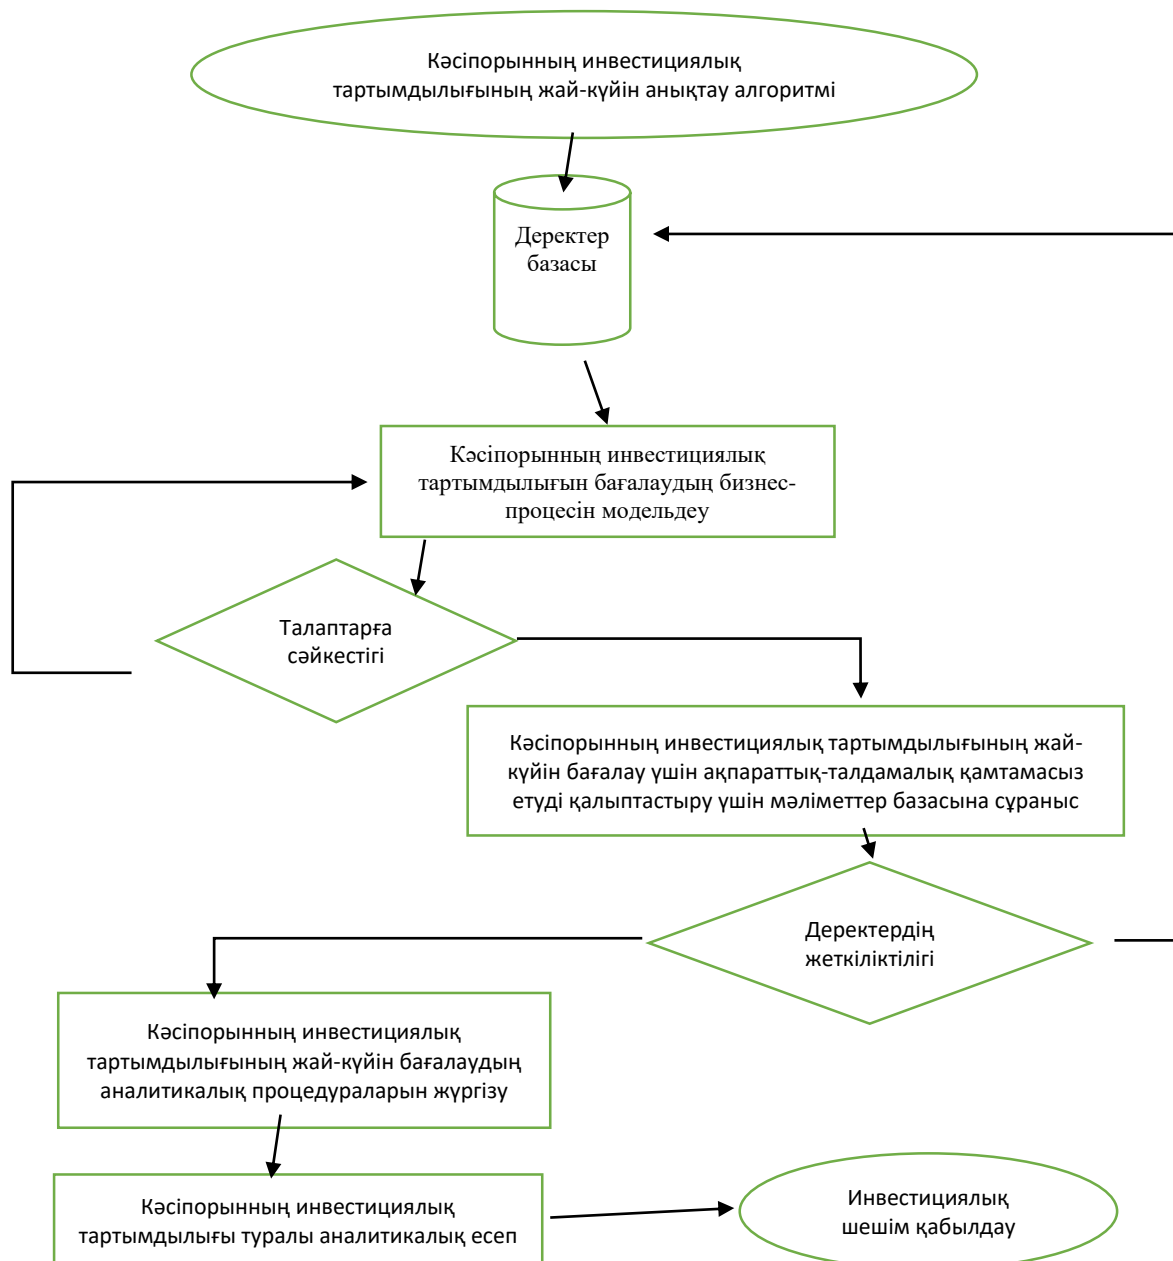 Кәсіпорынның инвестициялық
тартымдылығының жай-күйін анықтау алгоритмі
Деректер
базасы
Кәсіпорынның инвестициялық
тартымдылығын бағалаудың бизнес-
процесін модельдеу
Талаптарға
сәйкестігі
Кәсіпорынның инвестициялық тартымдылығының жай-
күйін бағалау үшін ақпараттық-талдамалық қамтамасыз
етуді қалыптастыру үшін мәліметтер базасына сұраныс
Деректердің
жеткіліктілігі
Кәсіпорынның инвестициялық
тартымдылығының жай-күйін бағалаудың
аналитикалық процедураларын жүргізу
Кәсіпорынның инвестициялық
тартымдылығы туралы аналитикалық есеп
Инвестициялық
шешім қабылдау